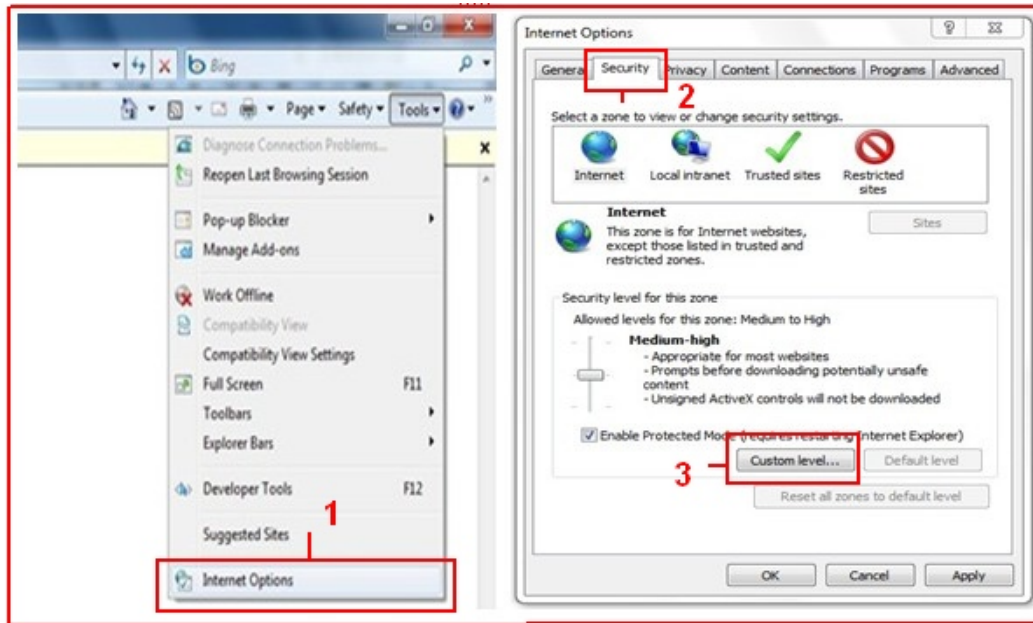 Bing
Page Safety Tools
Diagnose Connection Problems...
Reopen Last Browsing Session
Pop-up Blocker
Manage Add-ons
Work Offline
Compatibility View
Compatibility View Settings
Full Screen F11
Toolbars
Explorer Bars
Developer Tools F12
1
Suggested Sites
Internet Options
Internet Options
General Security Privacy Content Connections Programs Advanced
2
Select a zone to view or change security settings.
Internet Local intranet Trusted sites Restricted
sites
Internet
Sites
This zone is for Internet websites,
except those listed in trusted and
restricted zones.
Security level for this zone
Allowed levels for this zone: Medium to High
Medium-high
- Appropriate for most websites
- Prompts before downloading potentially unsafe
content
- Unsigned ActiveX controls will not be downloaded
Enable Protected Mode (requires restarting Internet Explorer)
3
Custom level... Default level
Reset all zones to default level
OK Cancel Apply